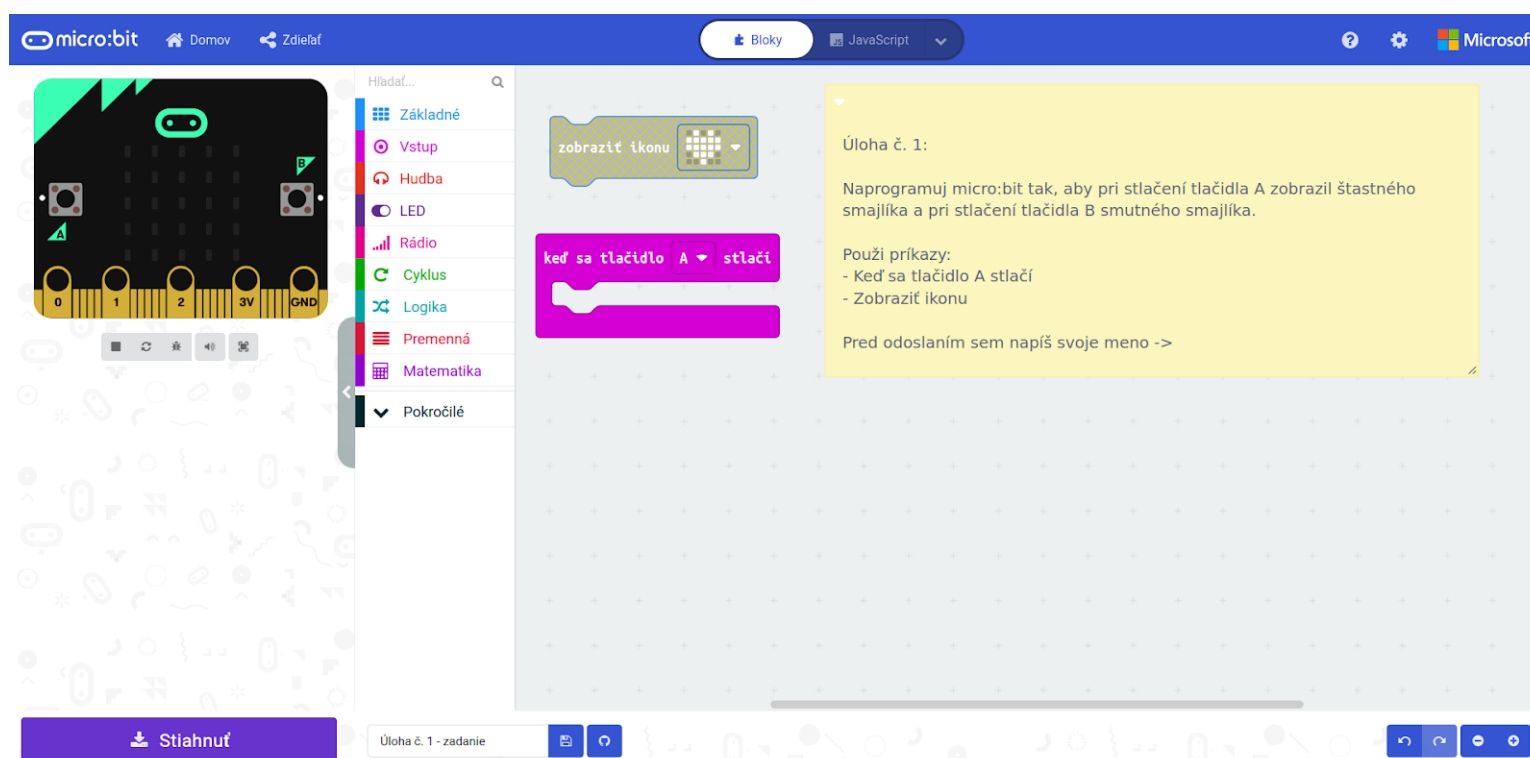 micro:bit Domov Zdieľať Bloky JavaScript Microsof
Hľadať...
Základné
Vstup
Hudba
LED
Rádio
Cyklus
Logika
Premenná
Matematika
Pokročilé
A
B
0 1 2 3V GND
zobraziť ikonu
keď sa tlačidlo A stlačí
Úloha č. 1:
Naprogramuj micro:bit tak, aby pri stlačení tlačidla A zobrazil štastného
smajlíka a pri stlačení tlačidla B smutného smajlíka.
Použi príkazy:
- Keď sa tlačidlo A stlačí
- Zobraziť ikonu
Pred odoslaním sem napíš svoje meno ->
Stiahnuť
Úloha č. 1 - zadanie